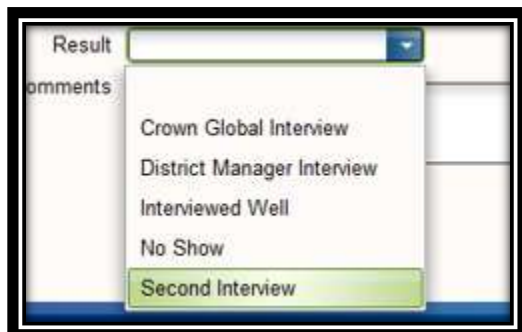 Result
omments
Crown Global Interview
District Manager Interview
Interviewed Well
No Show
Second Interview